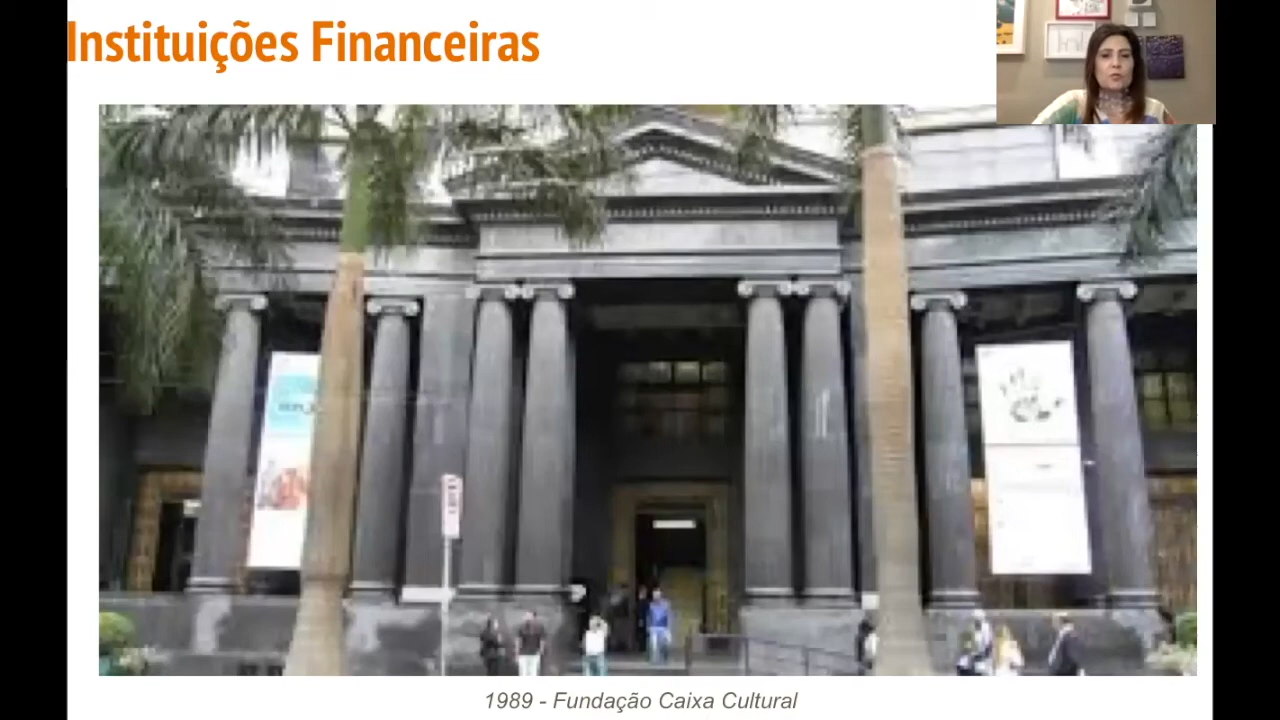 Instituições Financeiras
1989 - Fundação Caixa Cultural